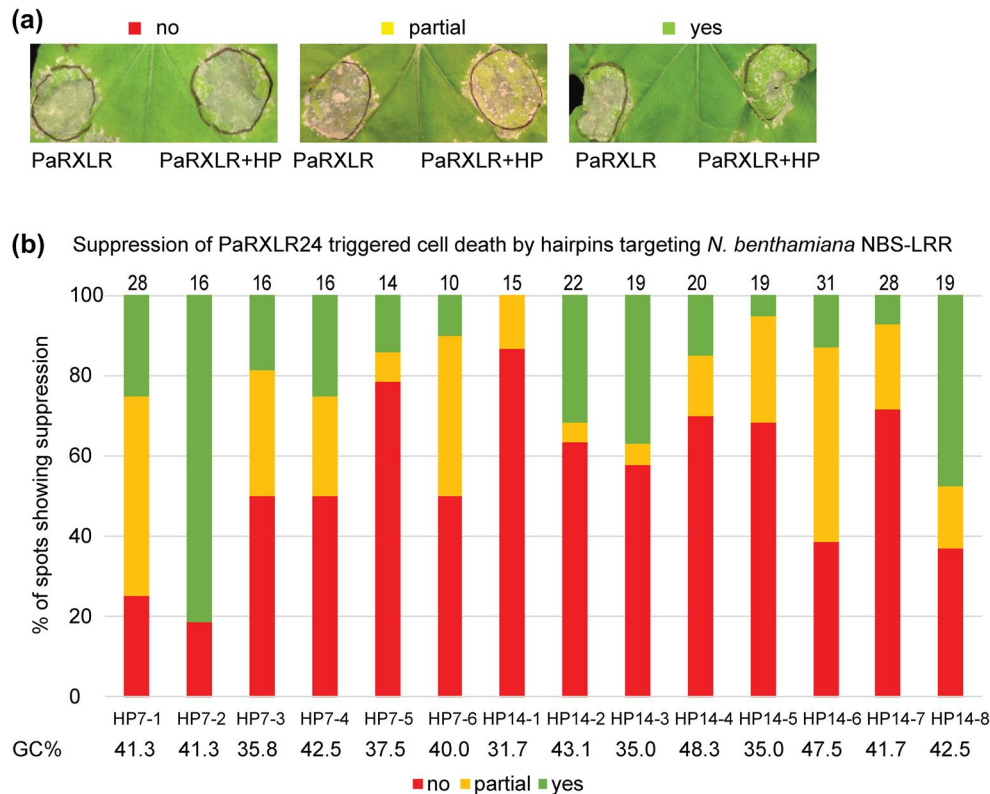 (a)
no partial yes
PaRXLR PaRXLR+HP PaRXLR PaRXLR+HP PaRXLR PaRXLR+HP
(b) Suppression of PaRXLR24 triggered cell death by hairpins targeting N. benthamiana NBS-LRR
28 16 16 16 14 10 15 22 19 20 19 31 28 19
% of spots showing suppression
100
80
60
40
20
0
HP7-1 HP7-2 HP7-3 HP7-4 HP7-5 HP7-6 HP14-1 HP14-2 HP14-3 HP14-4 HP14-5 HP14-6 HP14-7 HP14-8
GC% 41.3 41.3 35.8 42.5 37.5 40.0 31.7 43.1 35.0 48.3 35.0 47.5 41.7 42.5
no partial yes